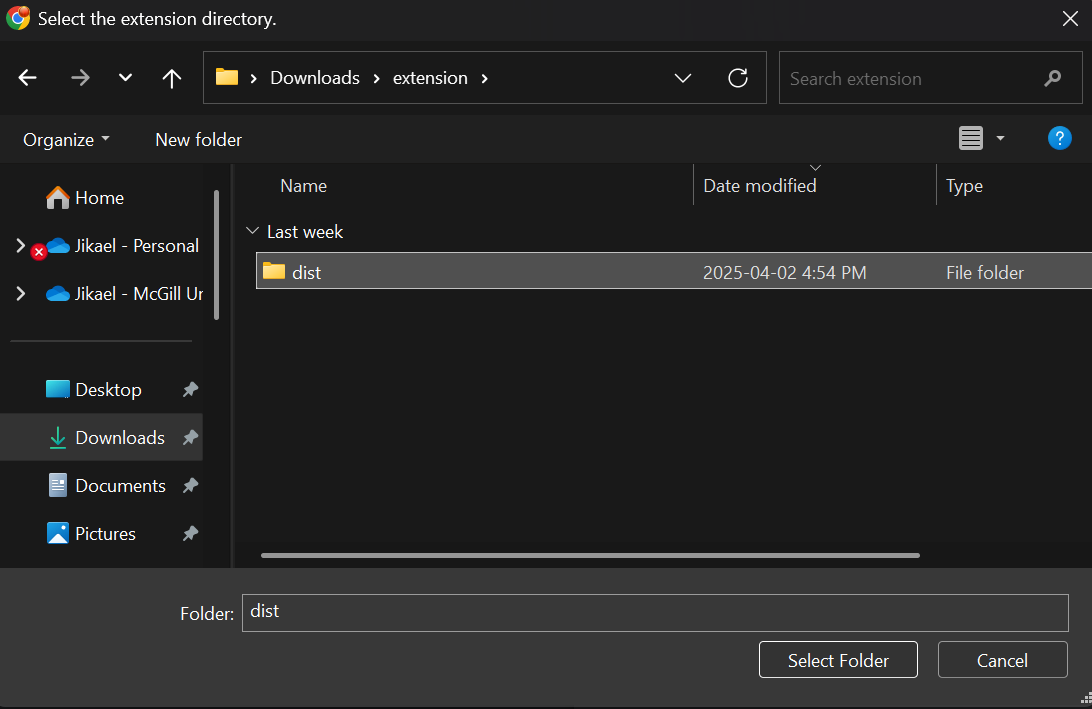 Select the extension directory.
Downloads extension
Search extension
Organize New folder
?
Name Date modified Type
Home
Jikael - Personal
Jikael - McGill Ur
Desktop
Downloads
Documents
Pictures
Last week
dist 2025-04-02 4:54 PM File folder
Folder: dist
Select Folder Cancel